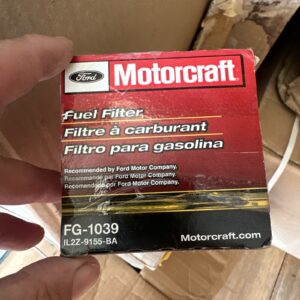 Ford
Motorcraft
Fuel Filter
Filtre à carburant
Filtro para gasolina
Recommended by Ford Motor Company.
Recommandé par Ford Motor Company.
Recomendado por Ford Motor Company.
FG-1039
IL2Z-9155-BA
Motorcraft.com